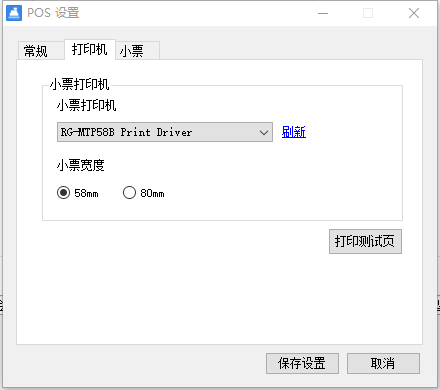 POS 设置
常规 打印机 小票
小票打印机
小票打印机
RG-MTP58B Print Driver 刷新
小票宽度
58mm 80mm
打印测试页
保存设置 取消